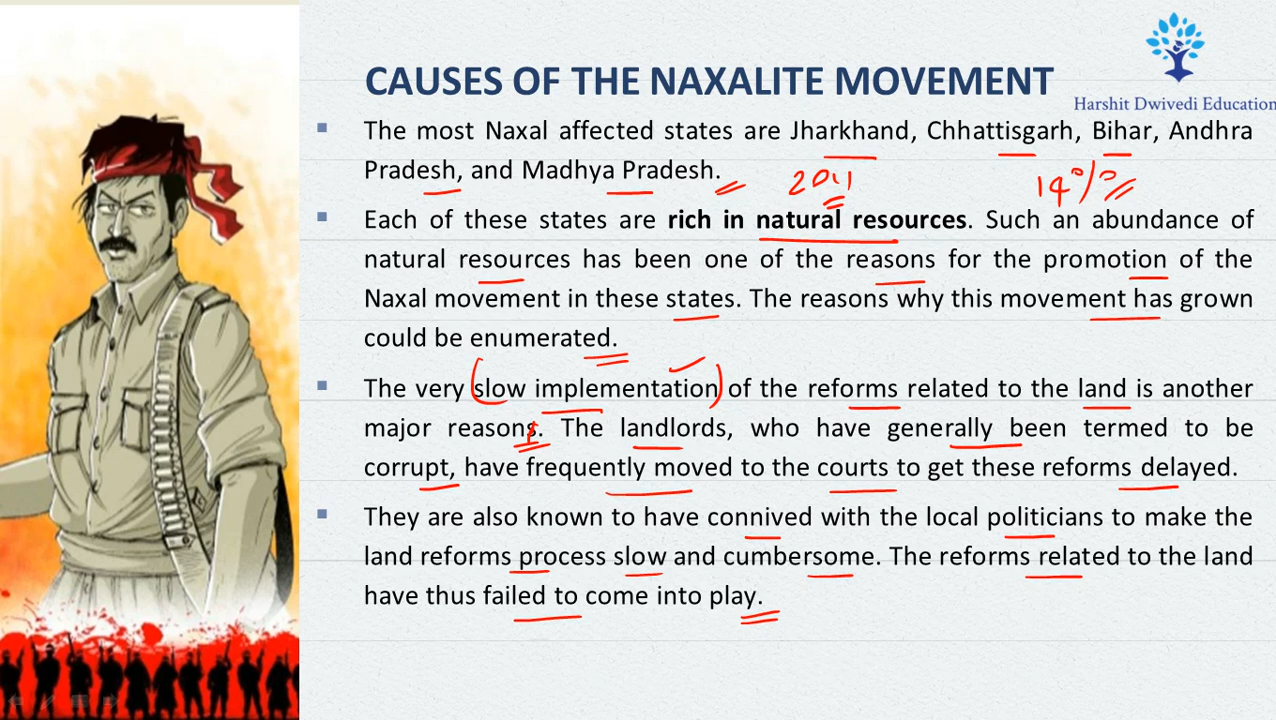 CAUSES OF THE NAXALITE MOVEMENT
Harshit Dwivedi Education
▪ The most Naxal affected states are Jharkhand, Chhattisgarh, Bihar, Andhra
Pradesh, and Madhya Pradesh.
2011 14%
▪ Each of these states are rich in natural resources. Such an abundance of
natural resources has been one of the reasons for the promotion of the
Naxal movement in these states. The reasons why this movement has grown
could be enumerated.
▪ The very (slow implementation) of the reforms related to the land is another
major reasons. The landlords, who have generally been termed to be
corrupt, have frequently moved to the courts to get these reforms delayed.
▪ They are also known to have connived with the local politicians to make the
land reforms process slow and cumbersome. The reforms related to the land
have thus failed to come into play.